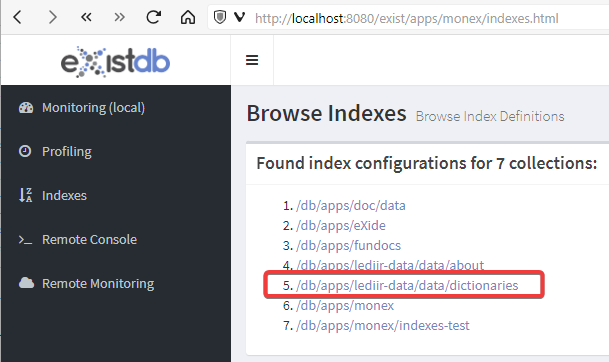 http://localhost:8080/exist/apps/monex/indexes.html
eXistdb
Browse Indexes Browse Index Definitions
Found index configurations for 7 collections:
1. /db/apps/doc/data
2. /db/apps/eXide
3. /db/apps/fundocs
4. /db/apps/lediir-data/data/about
5. /db/apps/lediir-data/data/dictionaries
6. /db/apps/monex
7. /db/apps/monex/indexes-test
Monitoring (local)
Profiling
Indexes
Remote Console
Remote Monitoring